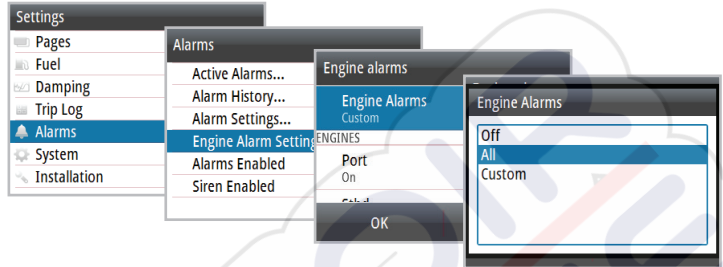 Settings
Pages
Fuel
Damping
Trip Log
Alarms
System
Installation
Alarms
Active Alarms...
Alarm History...
Alarm Settings...
Engine Alarm Setting
Alarms Enabled
Siren Enabled
Engine alarms
Engine Alarms
Custom
ENGINES
Port
On
OK
Engine Alarms
Off
All
Custom